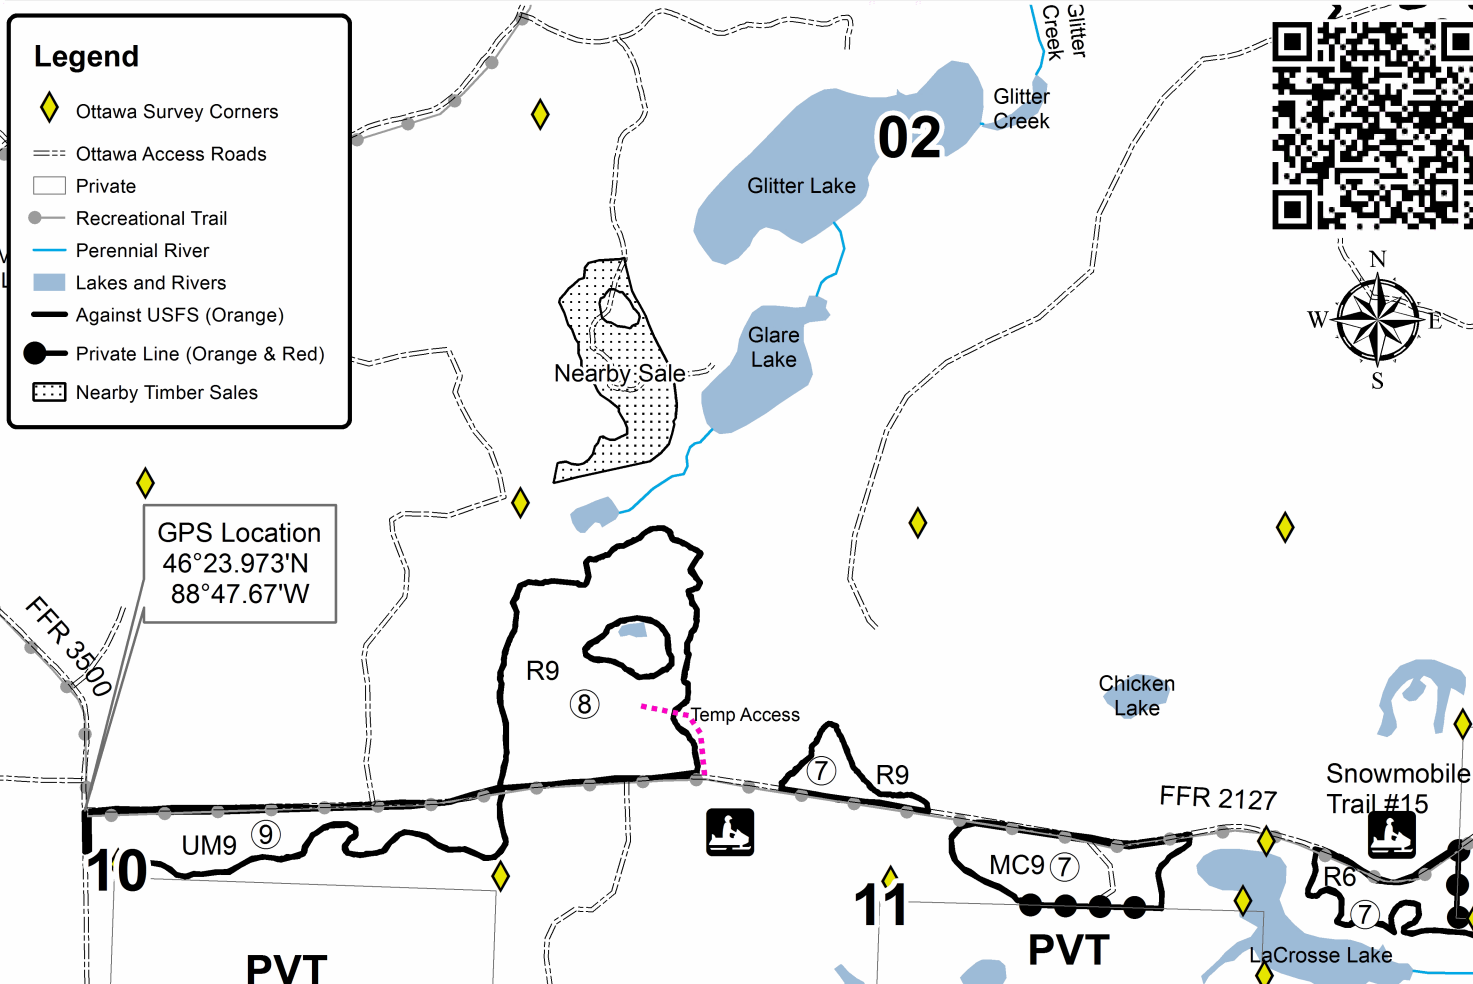 Legend
Ottawa Survey Corners
Ottawa Access Roads
Private
Recreational Trail
Perennial River
Lakes and Rivers
Against USFS (Orange)
Private Line (Orange & Red)
Nearby Timber Sales
Glitter
Creek
Glitter
Creek
02
Glitter Lake
N
W
E
S
Glare
Lake
Nearby Sale
GPS Location
46°23.973'N
88°47.67'W
FFR 3500
R9
8
Temp Access
Chicken
Lake
7
R9
FFR 2127
Snowmobile
Trail #15
UM9
9
10
MC9
7
R6
7
11
PVT
PVT
LaCrosse Lake